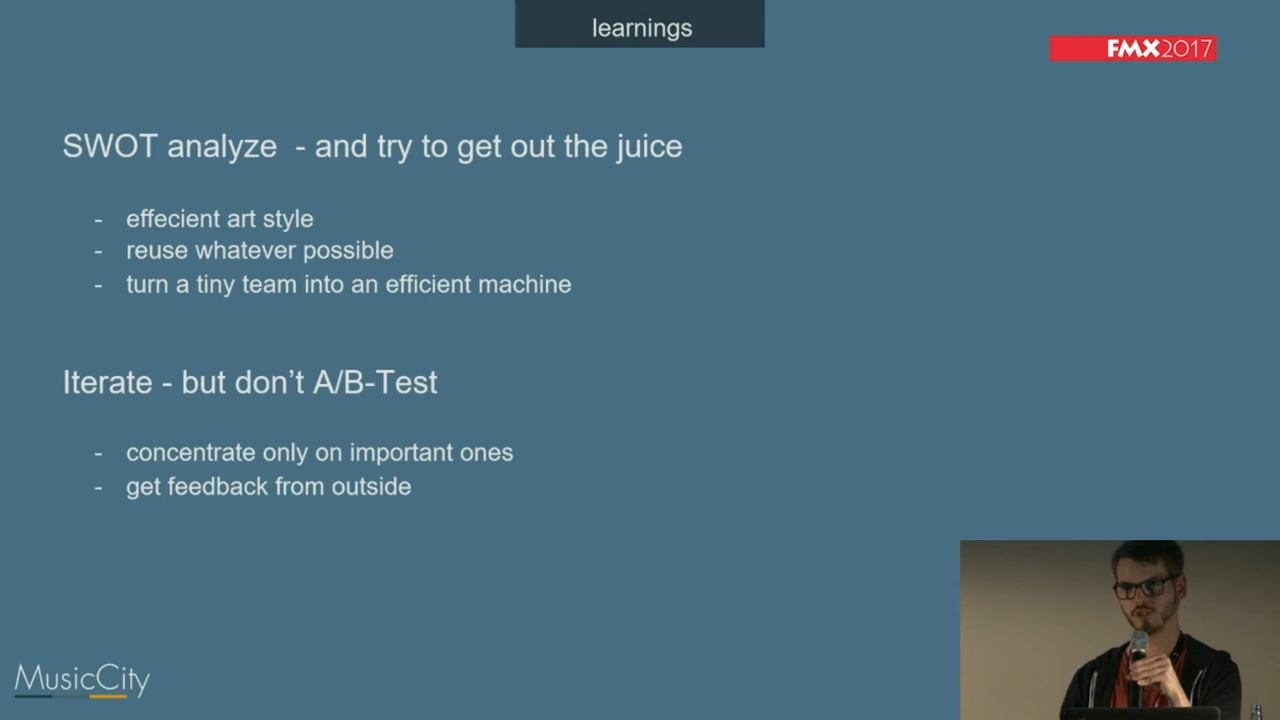 learnings
FMX2017
SWOT analyze - and try to get out the juice
- effecient art style
- reuse whatever possible
- turn a tiny team into an efficient machine
Iterate - but don't A/B-Test
- concentrate only on important ones
- get feedback from outside
MusicCity